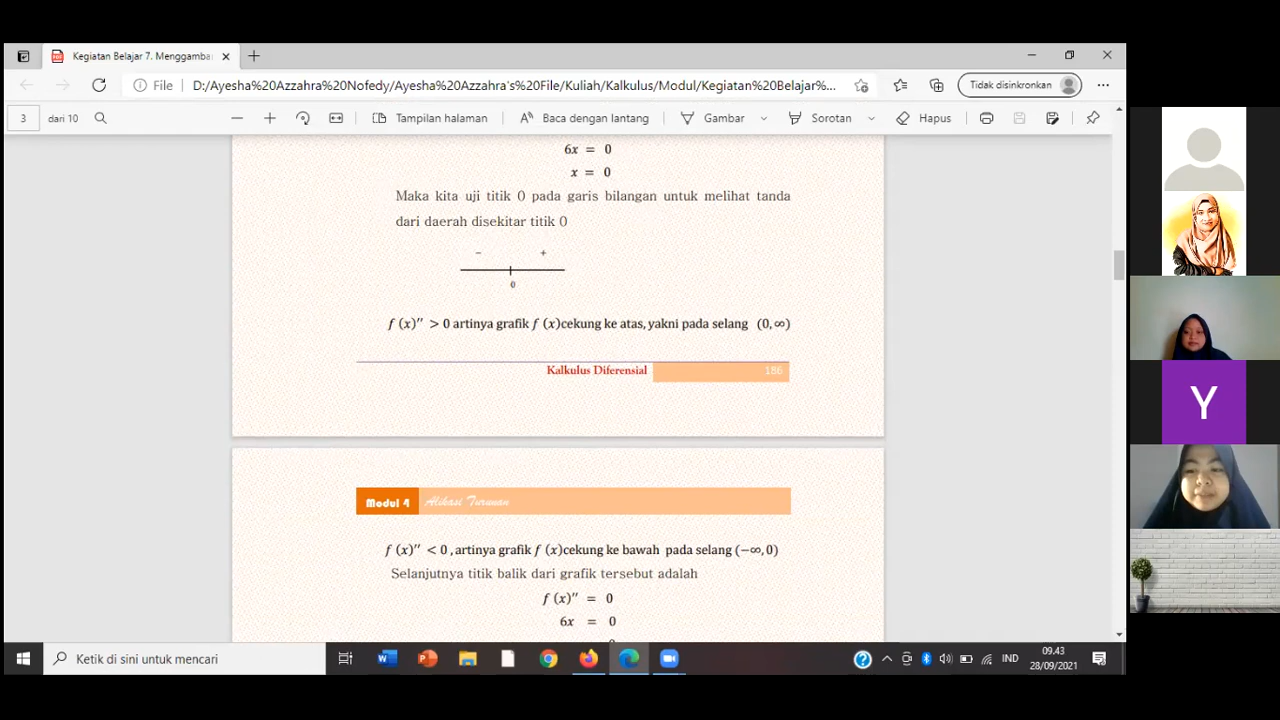 Kegiatan Belajar 7. Menggamba
File
D:/Ayesha%20Azzahra%20Nofedy/Ayesha%20Azzahra's%20File/Kuliah/Kalkulus/Modul/Kegiatan%20Belajar%...
Tidak disinkronkan
3 dari 10
Tampilan halaman
Baca dengan lantang
Gambar
Sorotan
Hapus
6x = 0
x = 0
Maka kita uji titik 0 pada garis bilangan untuk melihat tanda
dari daerah disekitar titik 0
− +
0
f (x)'' > 0 artinya grafik f (x)cekung ke atas, yakni pada selang (0, ∞)
Kalkulus Diferensial 186
Modul 4 Alikasi Turunan
f (x)'' < 0 , artinya grafik f (x)cekung ke bawah pada selang (−∞, 0)
Selanjutnya titik balik dari grafik tersebut adalah
f (x)'' = 0
6x = 0
Y
Ketik di sini untuk mencari
IND
09.43
28/09/2021